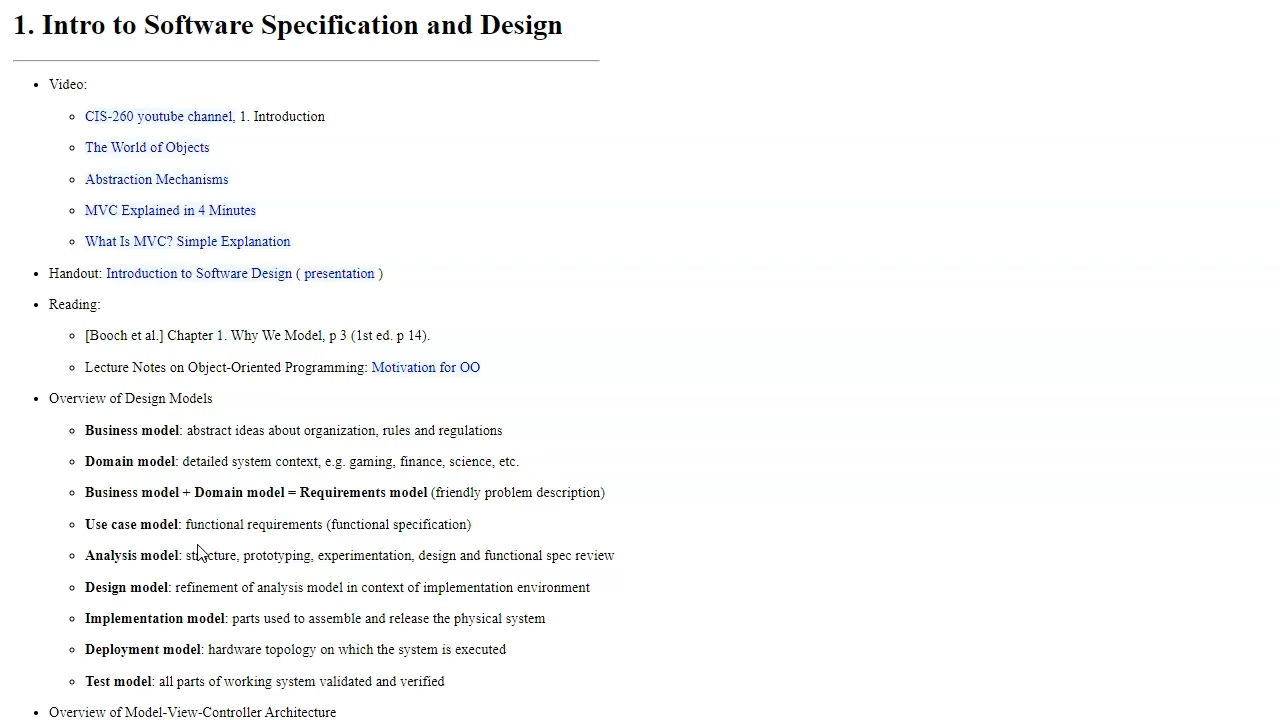 1. Intro to Software Specification and Design
Video:
CIS-260 youtube channel, 1. Introduction
The World of Objects
Abstraction Mechanisms
MVC Explained in 4 Minutes
What Is MVC? Simple Explanation
Handout: Introduction to Software Design ( presentation )
Reading:
[Booch et al.] Chapter 1. Why We Model, p 3 (1st ed. p 14).
Lecture Notes on Object-Oriented Programming: Motivation for OO
Overview of Design Models
Business model: abstract ideas about organization, rules and regulations
Domain model: detailed system context, e.g. gaming, finance, science, etc.
Business model + Domain model = Requirements model (friendly problem description)
Use case model: functional requirements (functional specification)
Analysis model: structure, prototyping, experimentation, design and functional spec review
Design model: refinement of analysis model in context of implementation environment
Implementation model: parts used to assemble and release the physical system
Deployment model: hardware topology on which the system is executed
Test model: all parts of working system validated and verified
Overview of Model-View-Controller Architecture